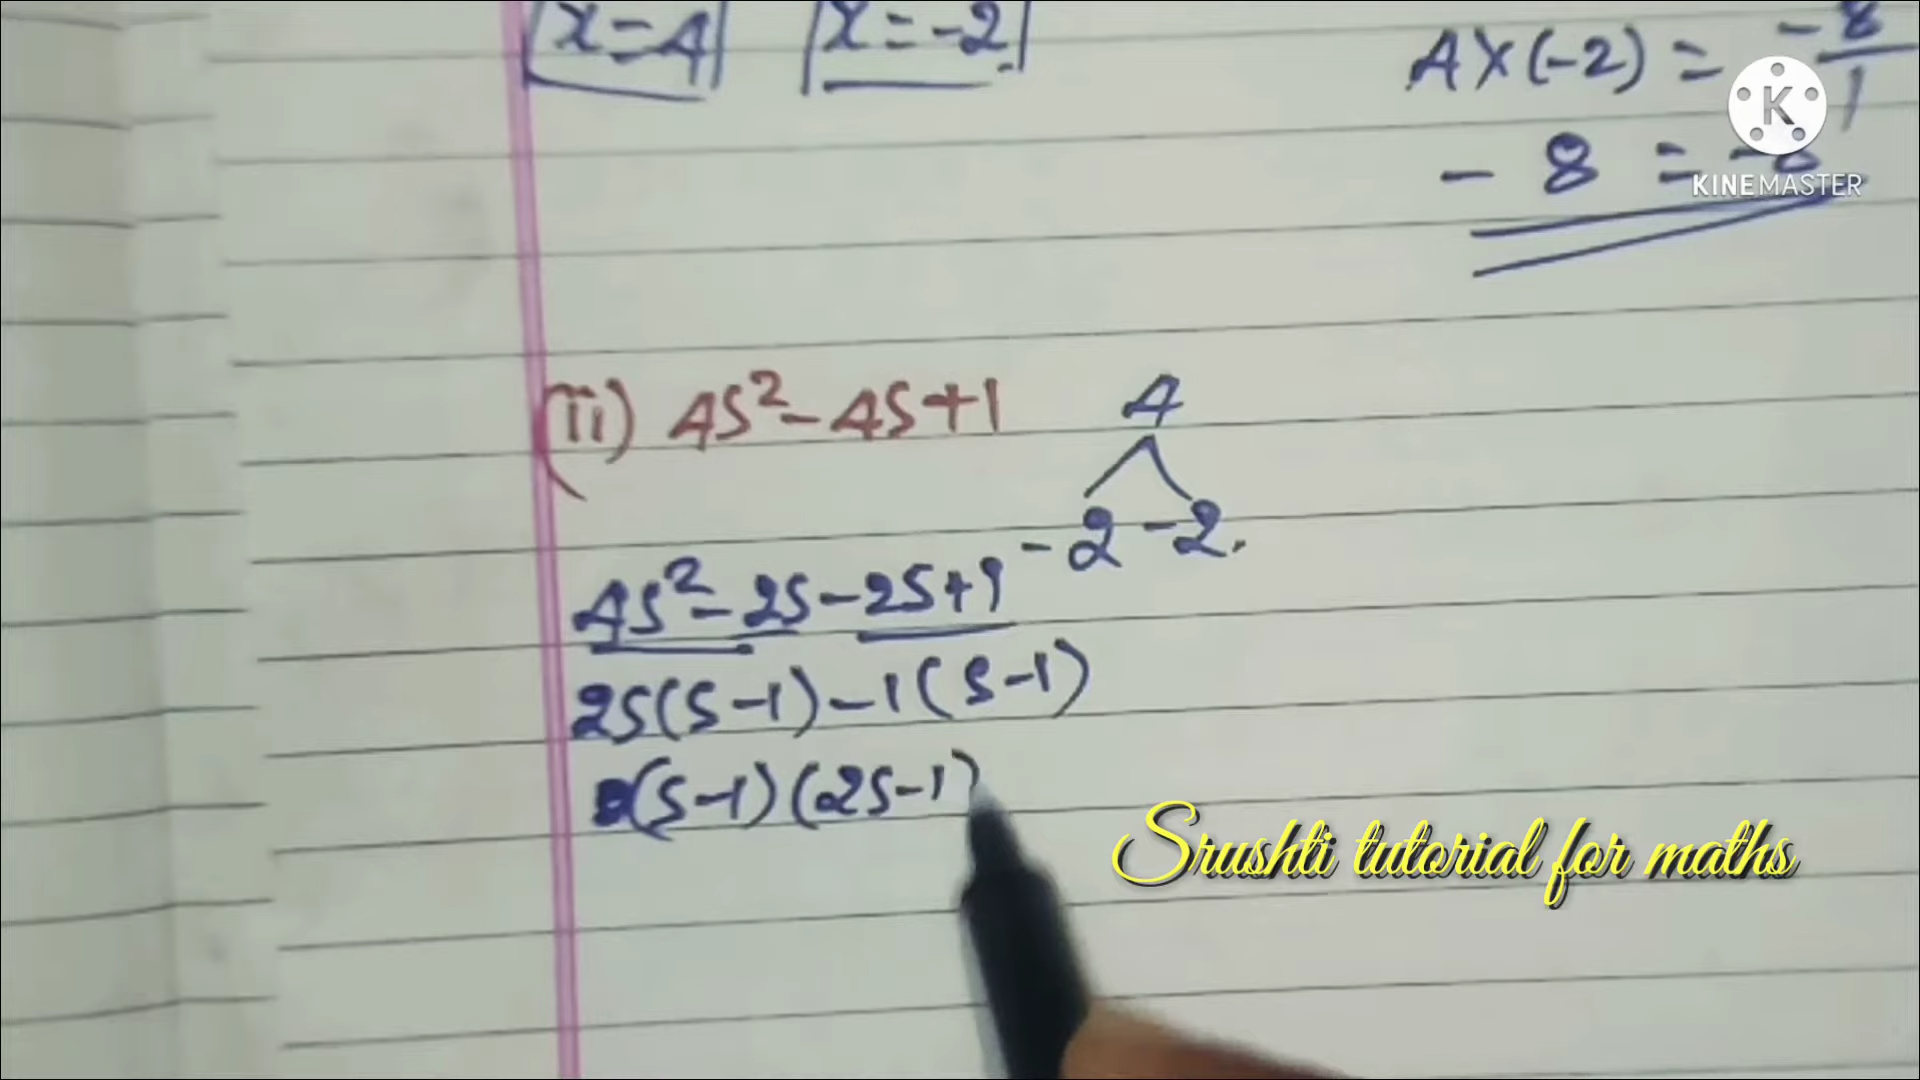 x=4 x=-2
4x(-2) = -8/1
- 8 = -8
K
KINEMASTER
(ii) 4S²-4S+1
4
-2 -2.
4S²-2S-2S+1
2S(S-1)-1(S-1)
(S-1)(2S-1)
Srushti tutorial for maths